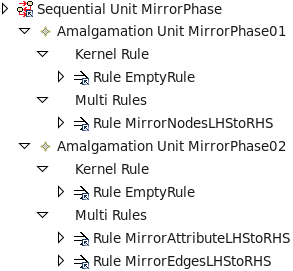 Sequential Unit MirrorPhase
Amalgamation Unit MirrorPhase01
Kernel Rule
Rule EmptyRule
Multi Rules
Rule MirrorNodesLHStoRHS
Amalgamation Unit MirrorPhase02
Kernel Rule
Rule EmptyRule
Multi Rules
Rule MirrorAttributeLHStoRHS
Rule MirrorEdgesLHStoRHS